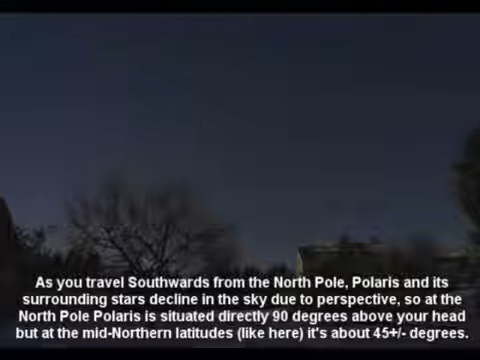 As you travel Southwards from the North Pole, Polaris and its
surrounding stars decline in the sky due to perspective, so at the
North Pole Polaris is situated directly 90 degrees above your head
but at the mid-Northern latitudes (like here) it's about 45+/- degrees.